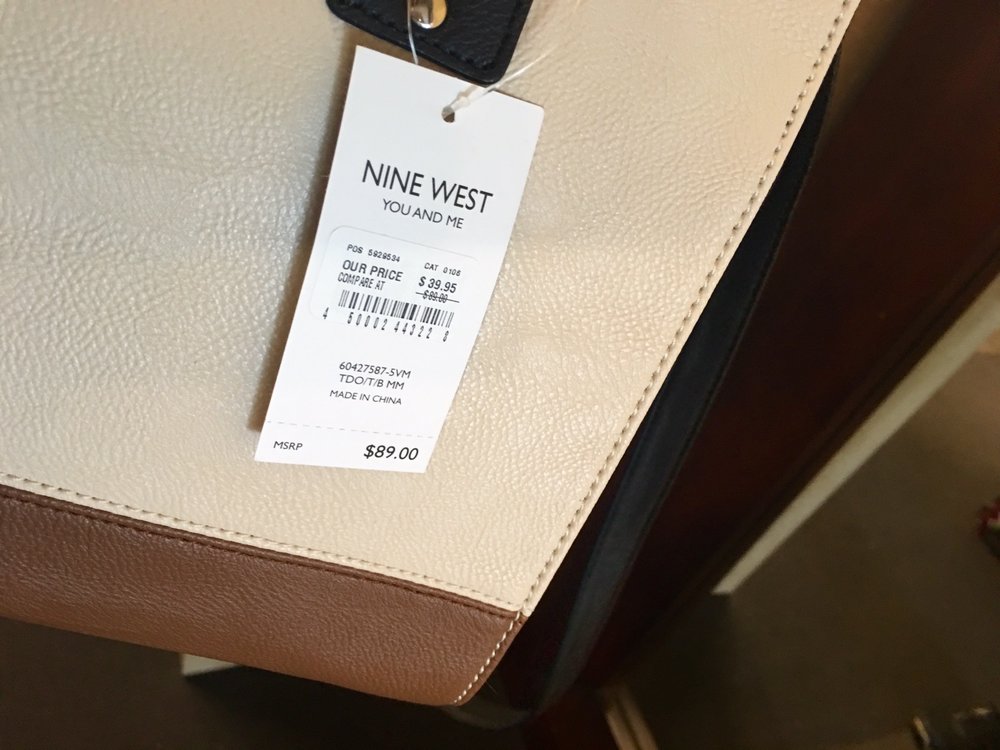 NINE WEST
YOU AND ME
POS 5929534 CAT 0106
OUR PRICE $39.95
COMPARE AT $89.00
4 50002 44322 8
60427587-5VM
TDO/T/B MM
MADE IN CHINA
MSRP $89.00